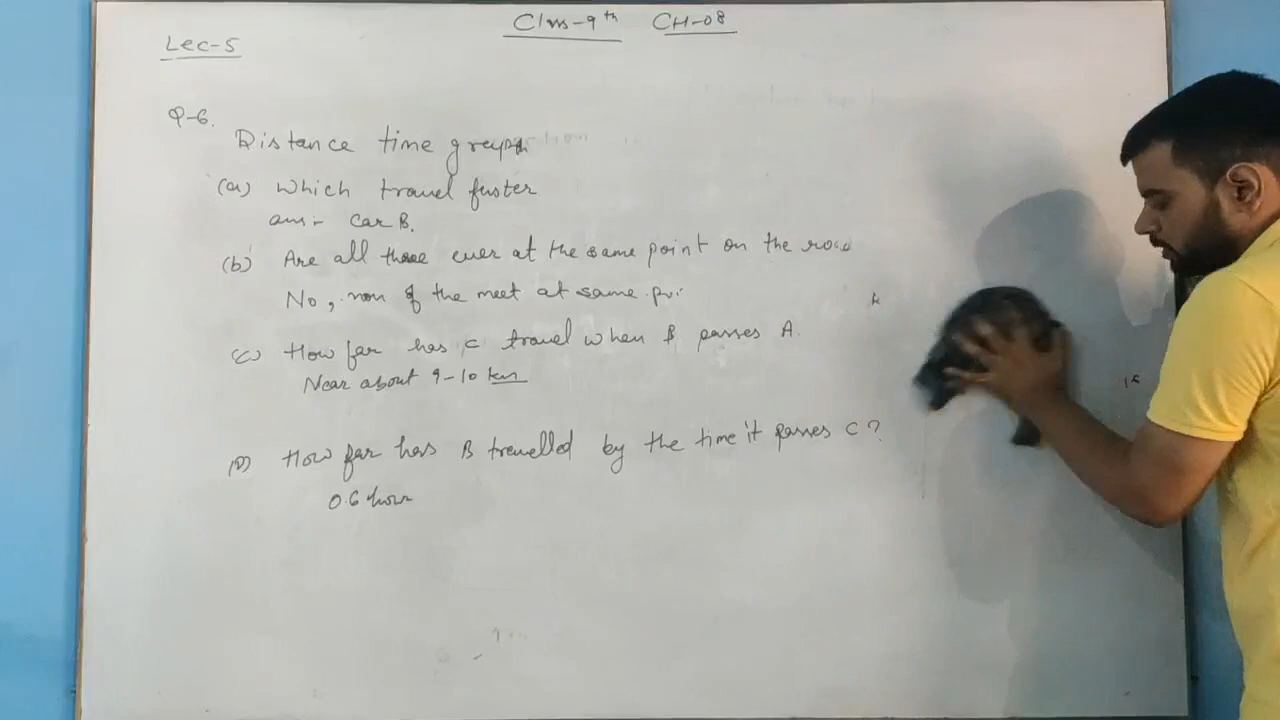 Class-9th CH-08
Lec-5
Q-6.
Distance time graph
(a) Which travel faster
ans:- Car B.
(b) Are all three ever at the same point on the road
No, non of the meet at same poi
(c) How far has C travel when B passes A.
Near about 9-10 km
(D) How far has B travelled by the time it passes C?
0.6 hour